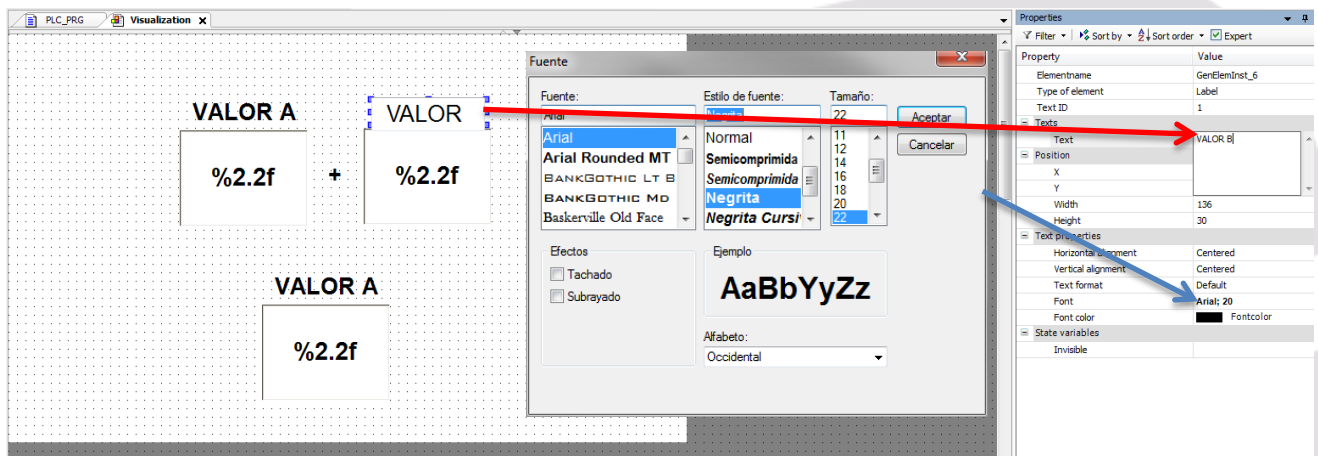 PLC_PRG
Visualization X
VALOR A
VALOR
%2.2f
+
%2.2f
VALOR A
%2.2f
Fuente
Fuente:
Arial
Arial
Arial Rounded MT
BankGothic Lt B
BankGothic Md
Baskerville Old Face
Estilo de fuente:
Negrita
Normal
Semicomprimida
Semicomprimida
Negrita
Negrita Cursi
Tamaño:
22
11
12
14
16
18
20
22
Aceptar
Cancelar
Efectos
Tachado
Subrayado
Ejemplo
AaBbYyZz
Alfabeto:
Occidental
Properties
Filter Sort by Sort order Expert
Property Value
Elementname GenElemInst_6
Type of element Label
Text ID 1
Texts
Text VALOR B
Position
X
Y
Width 136
Height 30
Text properties
Horizontal alignment Centered
Vertical alignment Centered
Text format Default
Font Arial; 20
Font color Fontcolor
State variables
Invisible